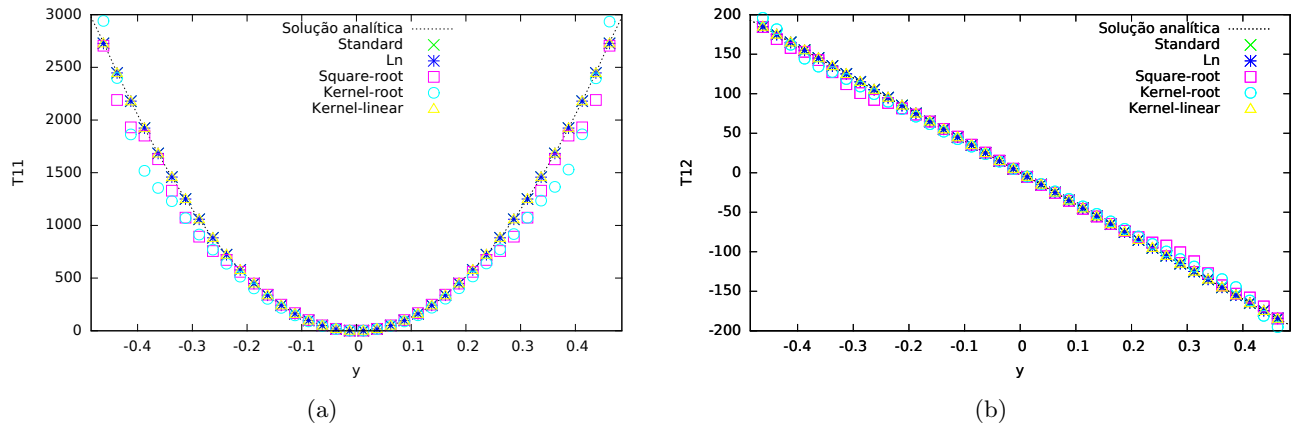 3000
2500
2000
1500
1000
500
0
T11
-0.4
-0.3
-0.2
-0.1
0
0.1
0.2
0.3
0.4
y
Solução analítica
Standard
Ln
Square-root
Kernel-root
Kernel-linear
(a)
200
150
100
50
0
-50
-100
-150
-200
T12
-0.4
-0.3
-0.2
-0.1
0
0.1
0.2
0.3
0.4
y
Solução analítica
Standard
Ln
Square-root
Kernel-root
Kernel-linear
(b)